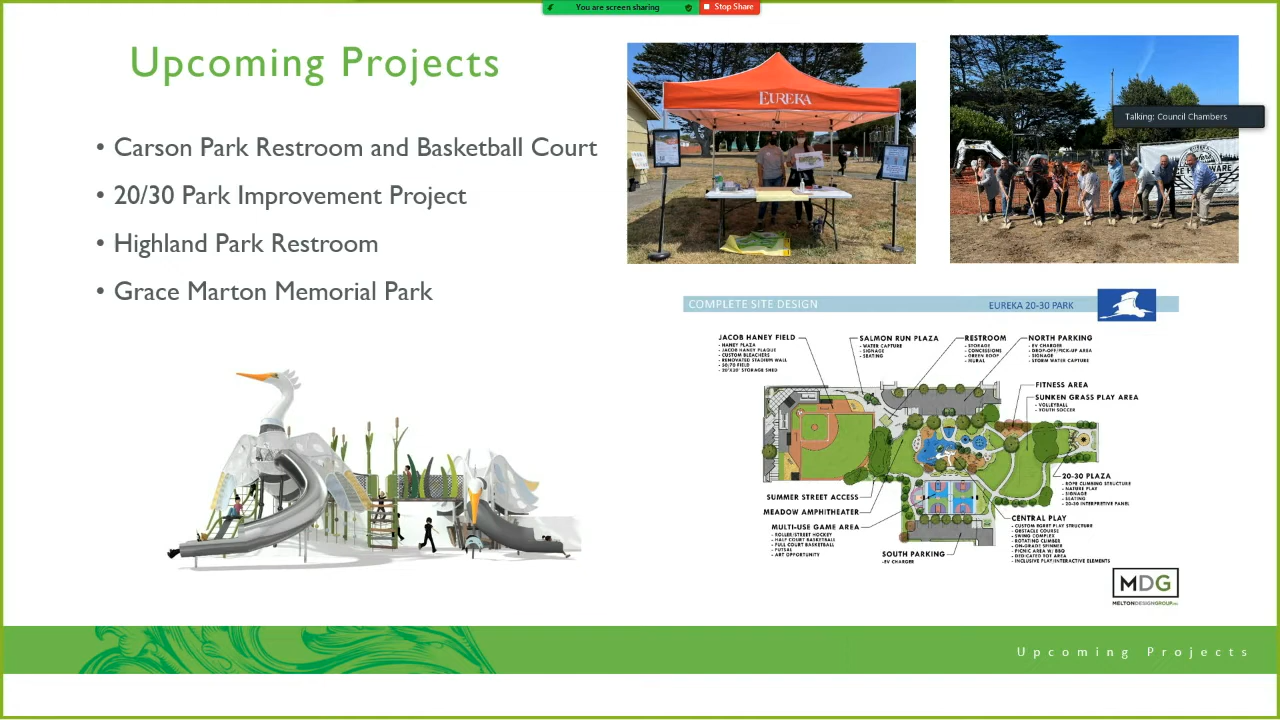 You are screen sharing
Stop Share
Upcoming Projects
• Carson Park Restroom and Basketball Court
• 20/30 Park Improvement Project
• Highland Park Restroom
• Grace Marton Memorial Park
EUREKA
Talking: Council Chambers
COMPLETE SITE DESIGN
EUREKA 20-30 PARK
JACOB HANEY FIELD
- HANEY PLAZA
- JACOB HANEY PLAQUE
- CUSTOM BLEACHERS
- RENOVATED STADIUM WALL
- 50/70 FIELD
- 20'X20' STORAGE SHED
SALMON RUN PLAZA
- WATER CAPTURE
- SIGNAGE
- SEATING
RESTROOM
- STORAGE
- CONCESSIONS
- GREEN ROOF
- MURAL
NORTH PARKING
- EV CHARGER
- DROP-OFF/PICK-UP AREA
- SIGNAGE
- STORM WATER CAPTURE
FITNESS AREA
SUNKEN GRASS PLAY AREA
- VOLLEYBALL
- YOUTH SOCCER
20-30 PLAZA
- ROPE CLIMBING STRUCTURE
- NATURE PLAY
- SIGNAGE
- SEATING
- 20-30 INTERPRETIVE PANEL
SUMMER STREET ACCESS
MEADOW AMPHITHEATER
MULTI-USE GAME AREA
- ROLLER/STREET HOCKEY
- HALF COURT BASKETBALL
- FULL COURT BASKETBALL
- FUTSAL
- ART OPPORTUNITY
SOUTH PARKING
-EV CHARGER
CENTRAL PLAY
- CUSTOM EGRET PLAY STRUCTURE
- OBSTACLE COURSE
- SWING COMPLEX
- ROTATING CLIMBER
- ON-GRADE SPINNER
- PICNIC AREA W/ BBQ
- DEDICATED TOT AREA
- INCLUSIVE PLAY/INTERACTIVE ELEMENTS
MDG
MELTONDESIGNGROUP
Upcoming Projects